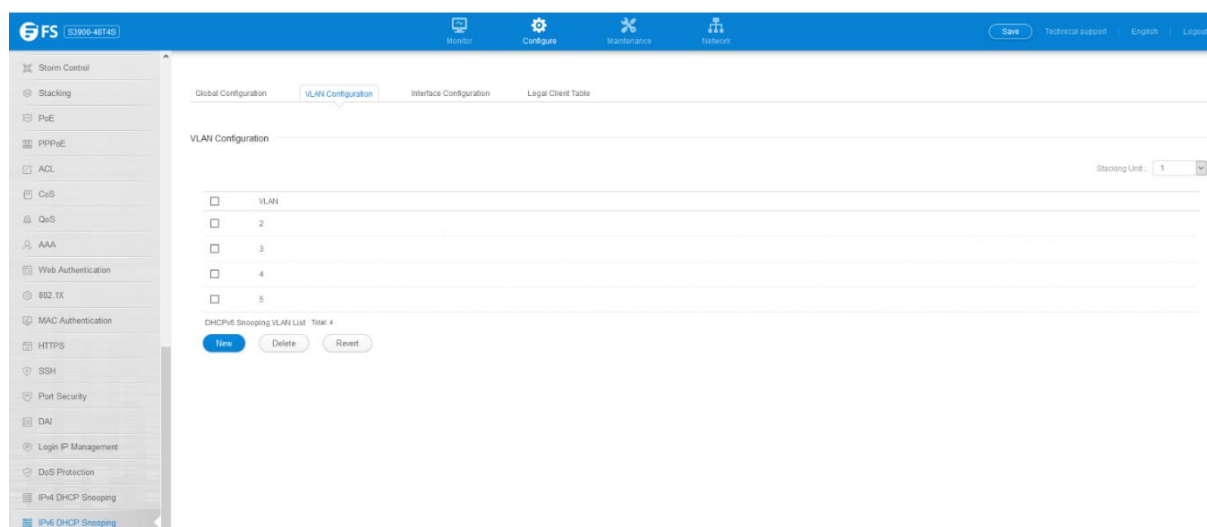 FS S3900-48T4S
Monitor
Configure
Maintenance
Network
Save
Technical support | English | Logout
Storm Control
Stacking
PoE
PPPoE
ACL
CoS
QoS
AAA
Web Authentication
802.1X
MAC Authentication
HTTPS
SSH
Port Security
DAI
Login IP Management
DoS Protection
IPv4 DHCP Snooping
IPv6 DHCP Snooping
Global Configuration
VLAN Configuration
Interface Configuration
Legal Client Table
VLAN Configuration
Stacking Unit: 1
VLAN
2
3
4
5
DHCPv6 Snooping VLAN List Total 4
New
Delete
Revert